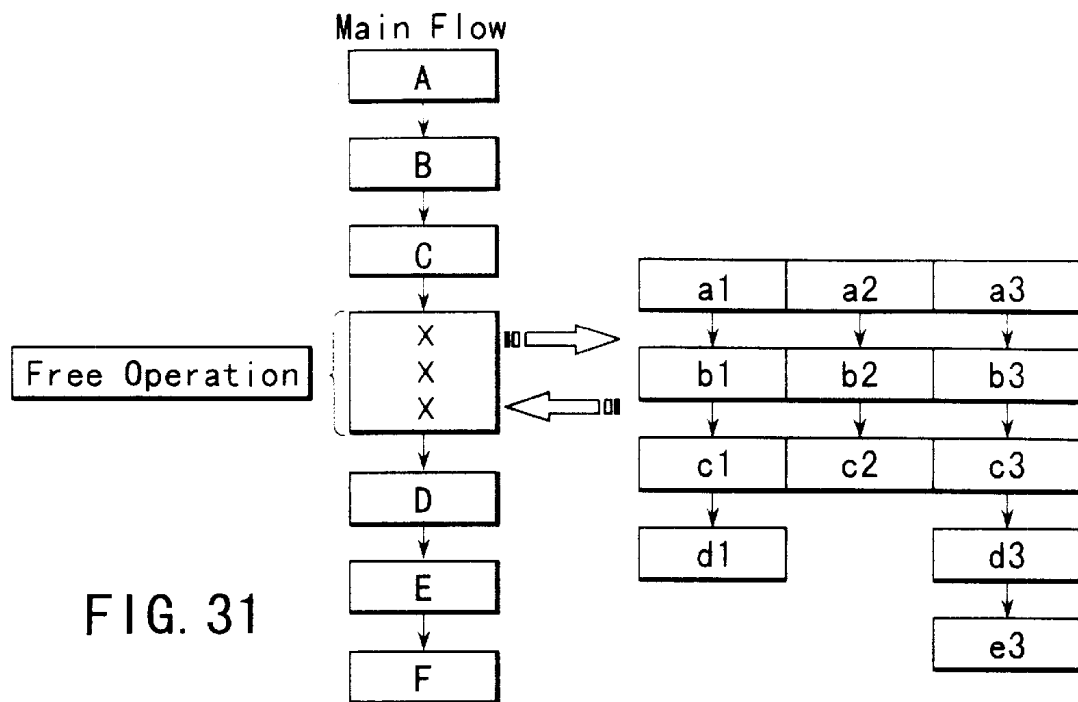 Main Flow
A
B
C
X
X
X
Free Operation
D
E
F
a1 a2 a3
b1 b2 b3
c1 c2 c3
d1 d3
e3
FIG. 31